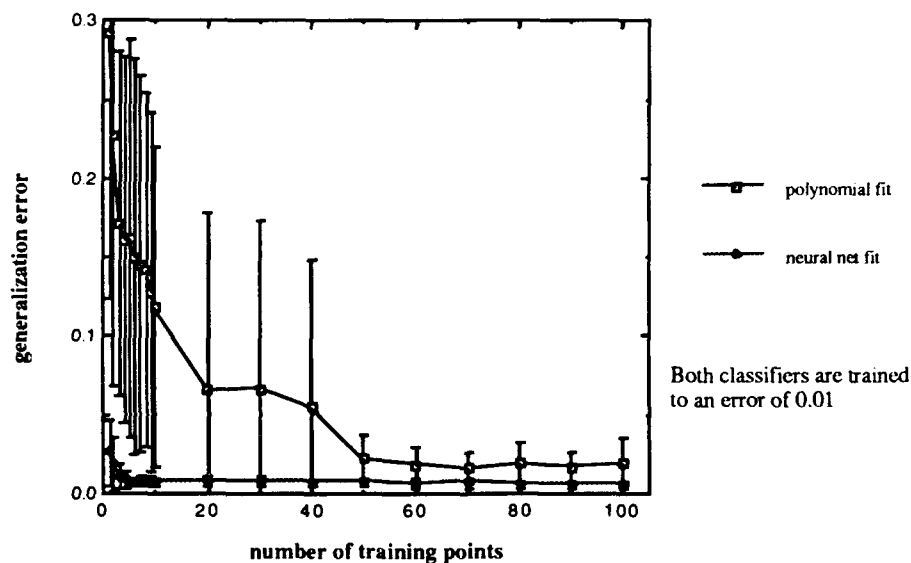 0.3
0.2
0.1
0.0
generalization error
0 20 40 60 80 100
number of training points
polynomial fit
neural net fit
Both classifiers are trained
to an error of 0.01